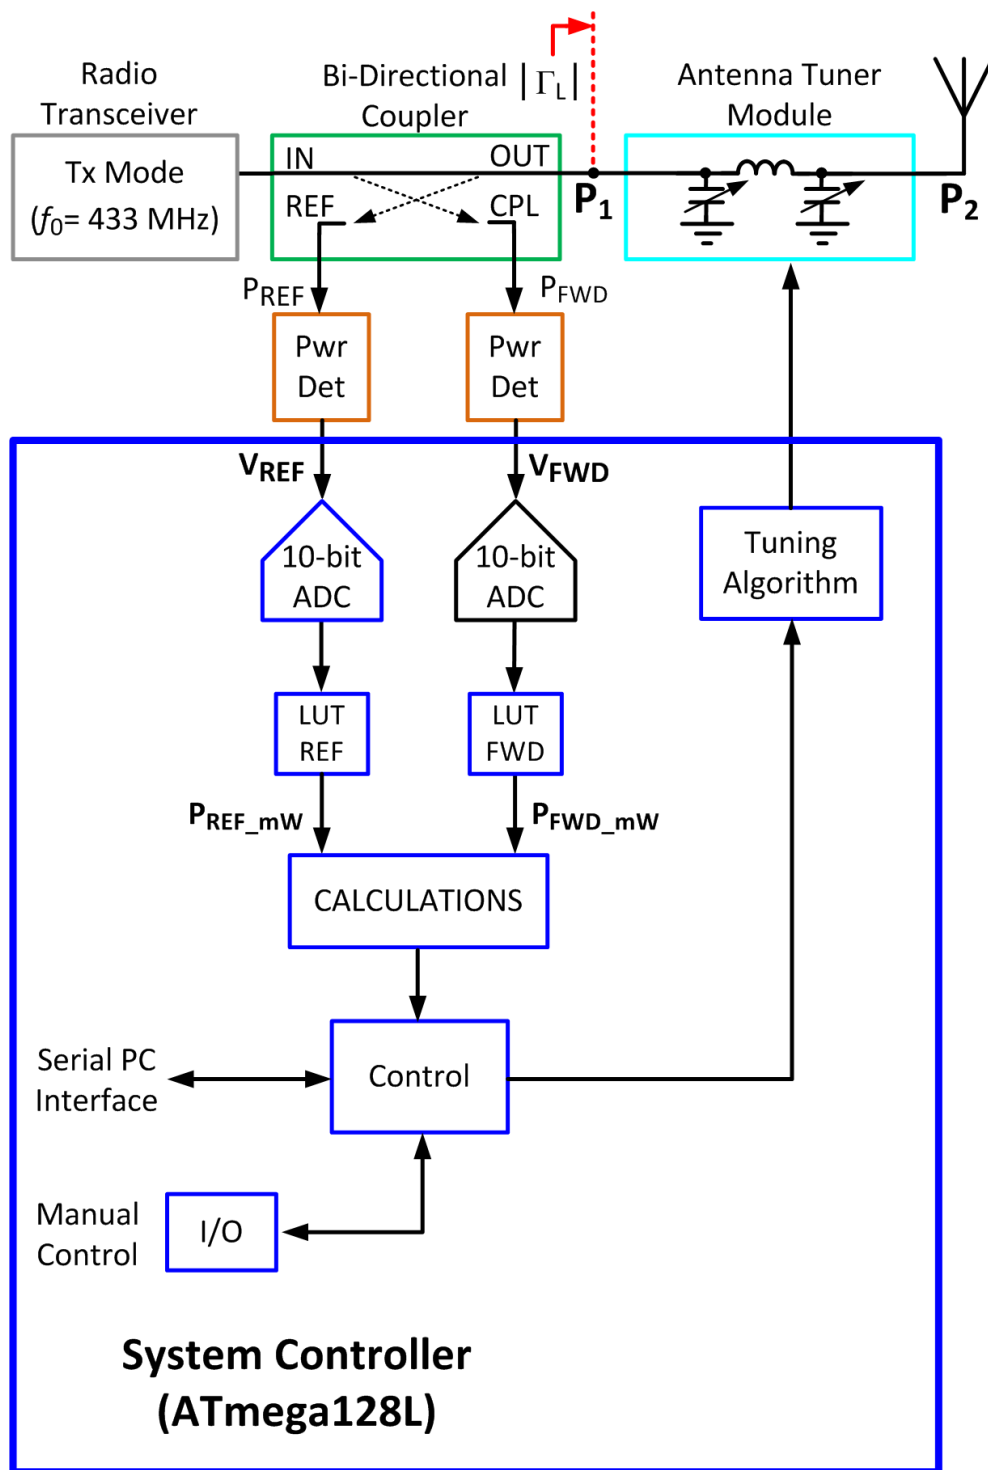 Radio
Transceiver
Bi-Directional
Coupler
|ΓL|
Antenna Tuner
Module
Tx Mode
(f0= 433 MHz)
IN
OUT
REF
CPL
P1
P2
PREF
PFWD
Pwr
Det
Pwr
Det
VREF
VFWD
10-bit
ADC
10-bit
ADC
Tuning
Algorithm
LUT
REF
LUT
FWD
PREF_mW
PFWD_mW
CALCULATIONS
Serial PC
Interface
Control
Manual
Control
I/O
System Controller
(ATmega128L)